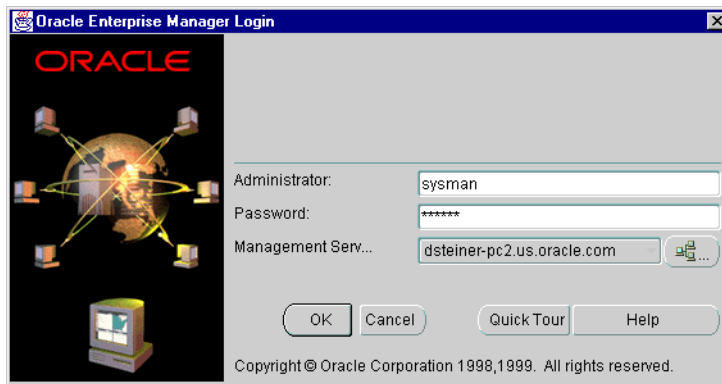 Oracle Enterprise Manager Login
ORACLE
Administrator: sysman
Password: ******
Management Serv... dsteiner-pc2.us.oracle.com ...
OK Cancel Quick Tour Help
Copyright © Oracle Corporation 1998,1999. All rights reserved.